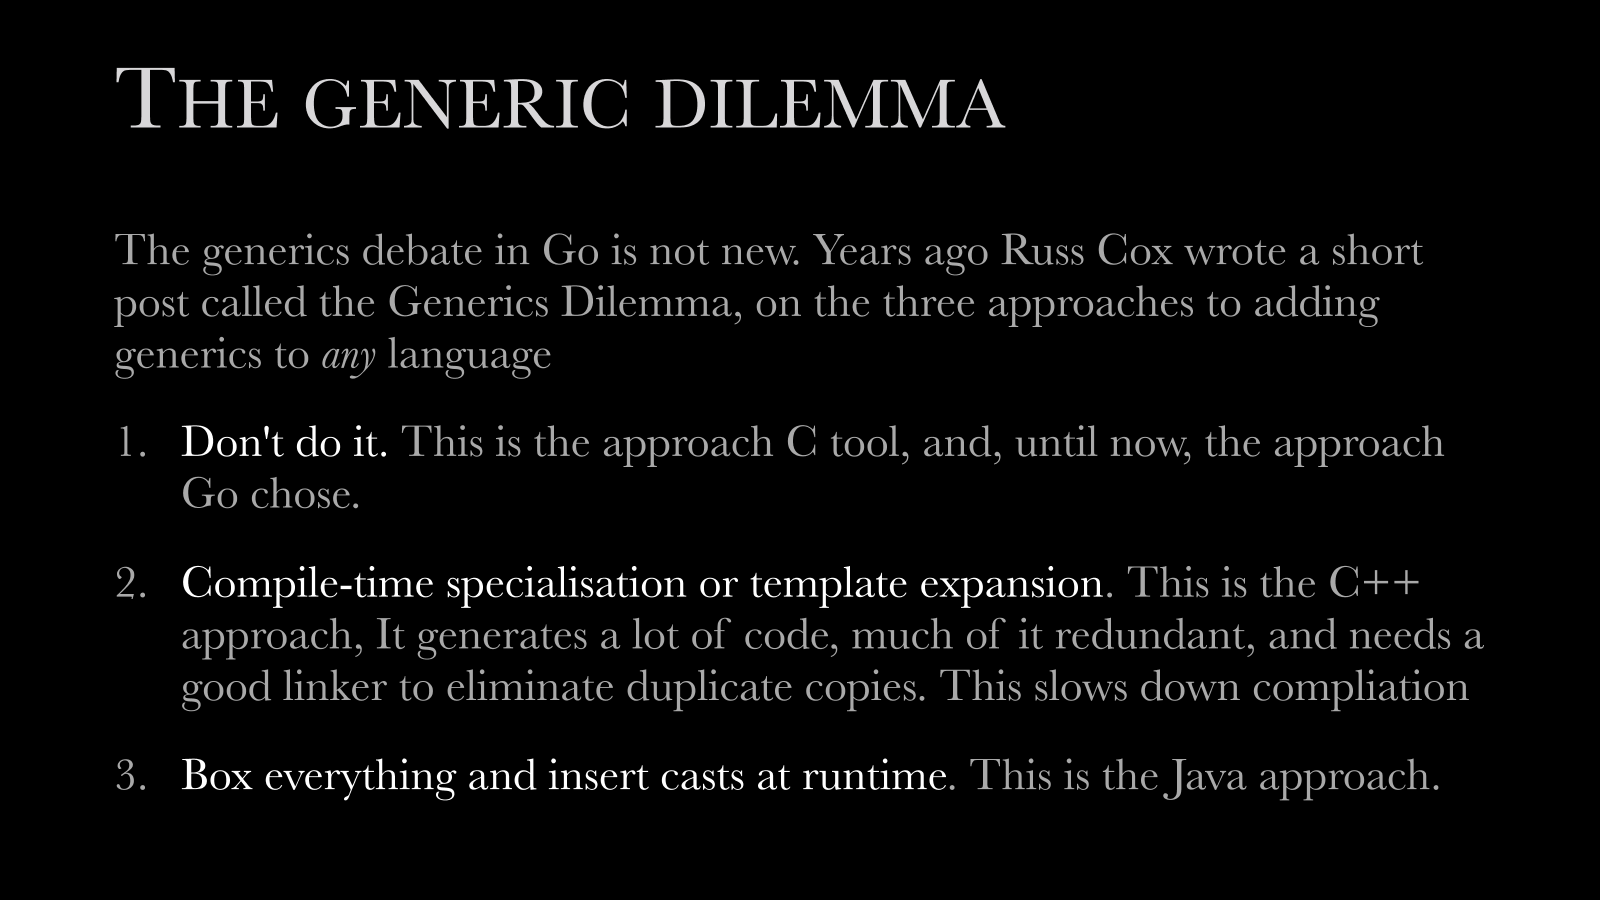 THE GENERIC DILEMMA
The generics debate in Go is not new. Years ago Russ Cox wrote a short
post called the Generics Dilemma, on the three approaches to adding
generics to any language
1. Don't do it. This is the approach C tool, and, until now, the approach
Go chose.
2. Compile-time specialisation or template expansion. This is the C++
approach, It generates a lot of code, much of it redundant, and needs a
good linker to eliminate duplicate copies. This slows down compliation
3. Box everything and insert casts at runtime. This is the Java approach.